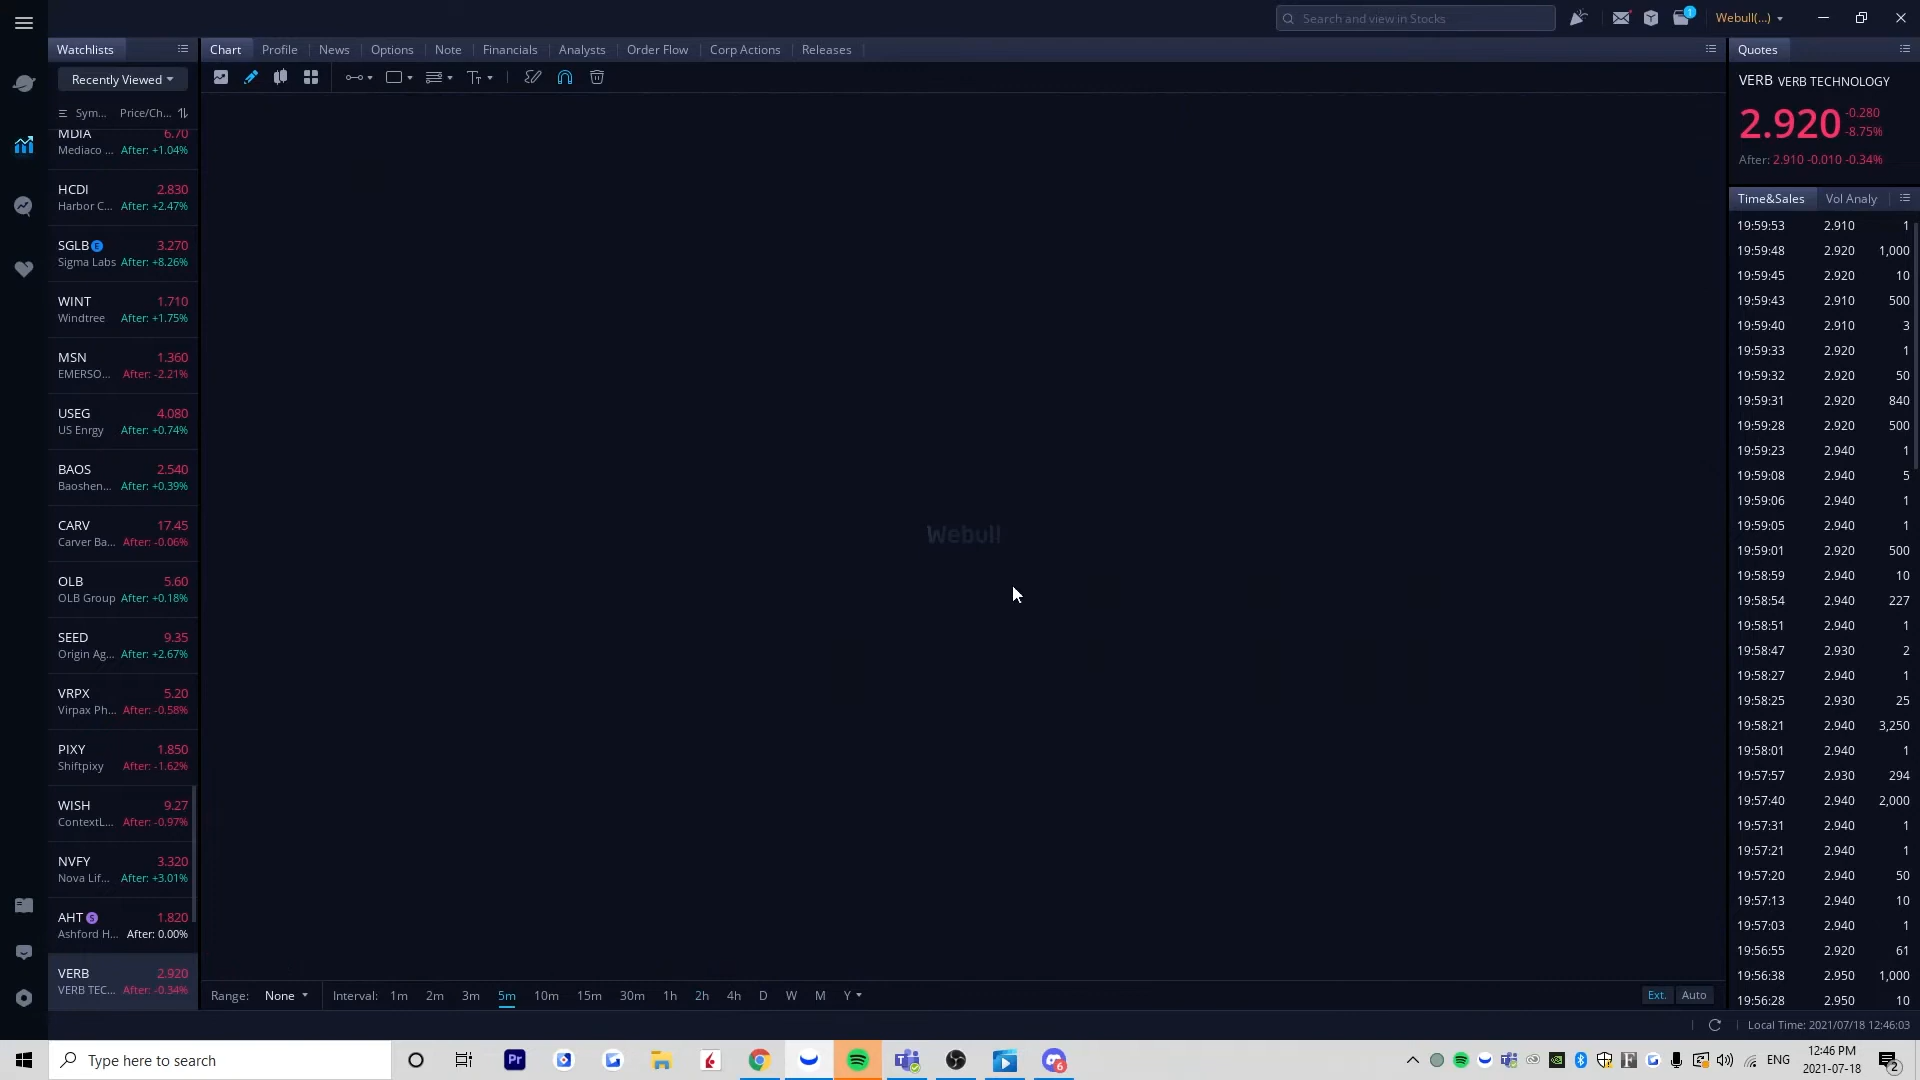 Search and view in Stocks
1
Webull(...)
Watchlists
Chart
Profile
News
Options
Note
Financials
Analysts
Order Flow
Corp Actions
Releases
Quotes
Recently Viewed
Tт
VERB VERB TECHNOLOGY
2.920
-0.280
-8.75%
After: 2.910 -0.010 -0.34%
Sym... Price/Ch...
MDIA 6.70
Mediaco ... After: +1.04%
HCDI 2.830
Harbor C... After: +2.47%
SGLB E 3.270
Sigma Labs After: +8.26%
WINT 1.710
Windtree After: +1.75%
MSN 1.360
EMERSO... After: -2.21%
USEG 4.080
US Enrgy After: +0.74%
BAOS 2.540
Baoshen... After: +0.39%
CARV 17.45
Carver Ba... After: -0.06%
OLB 5.60
OLB Group After: +0.18%
SEED 9.35
Origin Ag... After: +2.67%
VRPX 5.20
Virpax Ph... After: -0.58%
PIXY 1.850
Shiftpixy After: -1.62%
WISH 9.27
ContextL... After: -0.97%
NVFY 3.320
Nova Lif... After: +3.01%
AHT S 1.820
Ashford H... After: 0.00%
VERB 2.920
VERB TEC... After: -0.34%
Webull
Time&Sales Vol Analy
19:59:53 2.910 1
19:59:48 2.920 1,000
19:59:45 2.920 10
19:59:43 2.910 500
19:59:40 2.910 3
19:59:33 2.920 1
19:59:32 2.920 50
19:59:31 2.920 840
19:59:28 2.920 500
19:59:23 2.940 1
19:59:08 2.940 5
19:59:06 2.940 1
19:59:05 2.940 1
19:59:01 2.920 500
19:58:59 2.940 10
19:58:54 2.940 227
19:58:51 2.940 1
19:58:47 2.930 2
19:58:27 2.940 1
19:58:25 2.930 25
19:58:21 2.940 3,250
19:58:01 2.940 1
19:57:57 2.930 294
19:57:40 2.940 2,000
19:57:31 2.940 1
19:57:21 2.940 1
19:57:20 2.940 50
19:57:13 2.940 10
19:57:03 2.940 1
19:56:55 2.920 61
19:56:38 2.950 1,000
19:56:28 2.950 10
Range: None Interval: 1m 2m 3m 5m 10m 15m 30m 1h 2h 4h D W M Y
Ext. Auto
Local Time: 2021/07/18 12:46:03
Type here to search
Pr
6
ENG
12:46 PM
2021-07-18
2